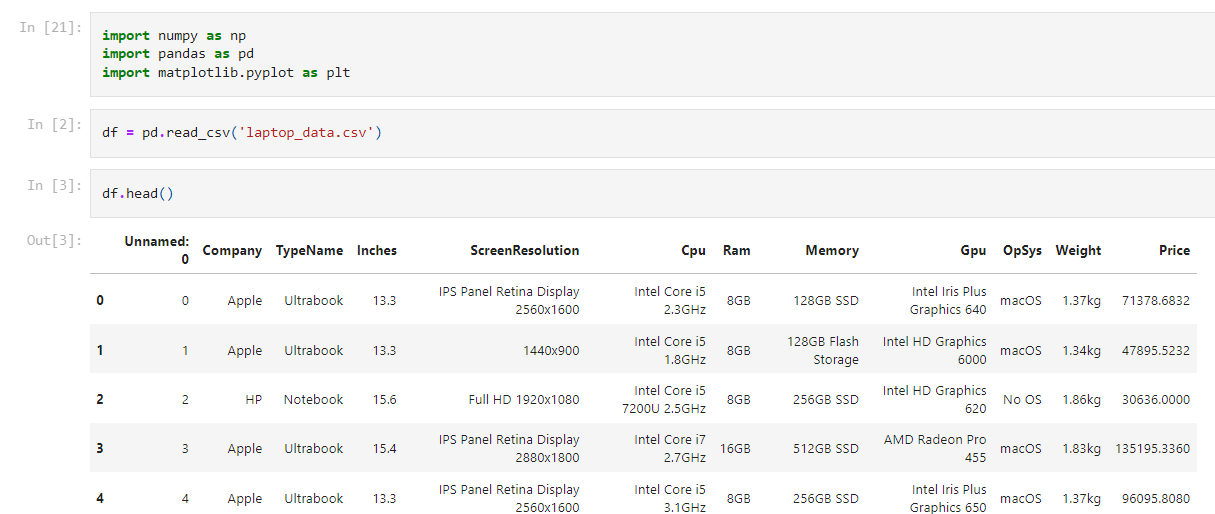 In [21]:
import numpy as np
import pandas as pd
import matplotlib.pyplot as plt
In [2]:
df = pd.read_csv('laptop_data.csv')
In [3]:
df.head()
Out[3]:
Unnamed: 0 Company TypeName Inches ScreenResolution Cpu Ram Memory Gpu OpSys Weight Price
0 0 Apple Ultrabook 13.3 IPS Panel Retina Display 2560x1600 Intel Core i5 2.3GHz 8GB 128GB SSD Intel Iris Plus Graphics 640 macOS 1.37kg 71378.6832
1 1 Apple Ultrabook 13.3 1440x900 Intel Core i5 1.8GHz 8GB 128GB Flash Storage Intel HD Graphics 6000 macOS 1.34kg 47895.5232
2 2 HP Notebook 15.6 Full HD 1920x1080 Intel Core i5 7200U 2.5GHz 8GB 256GB SSD Intel HD Graphics 620 No OS 1.86kg 30636.0000
3 3 Apple Ultrabook 15.4 IPS Panel Retina Display 2880x1800 Intel Core i7 2.7GHz 16GB 512GB SSD AMD Radeon Pro 455 macOS 1.83kg 135195.3360
4 4 Apple Ultrabook 13.3 IPS Panel Retina Display 2560x1600 Intel Core i5 3.1GHz 8GB 256GB SSD Intel Iris Plus Graphics 650 macOS 1.37kg 96095.8080